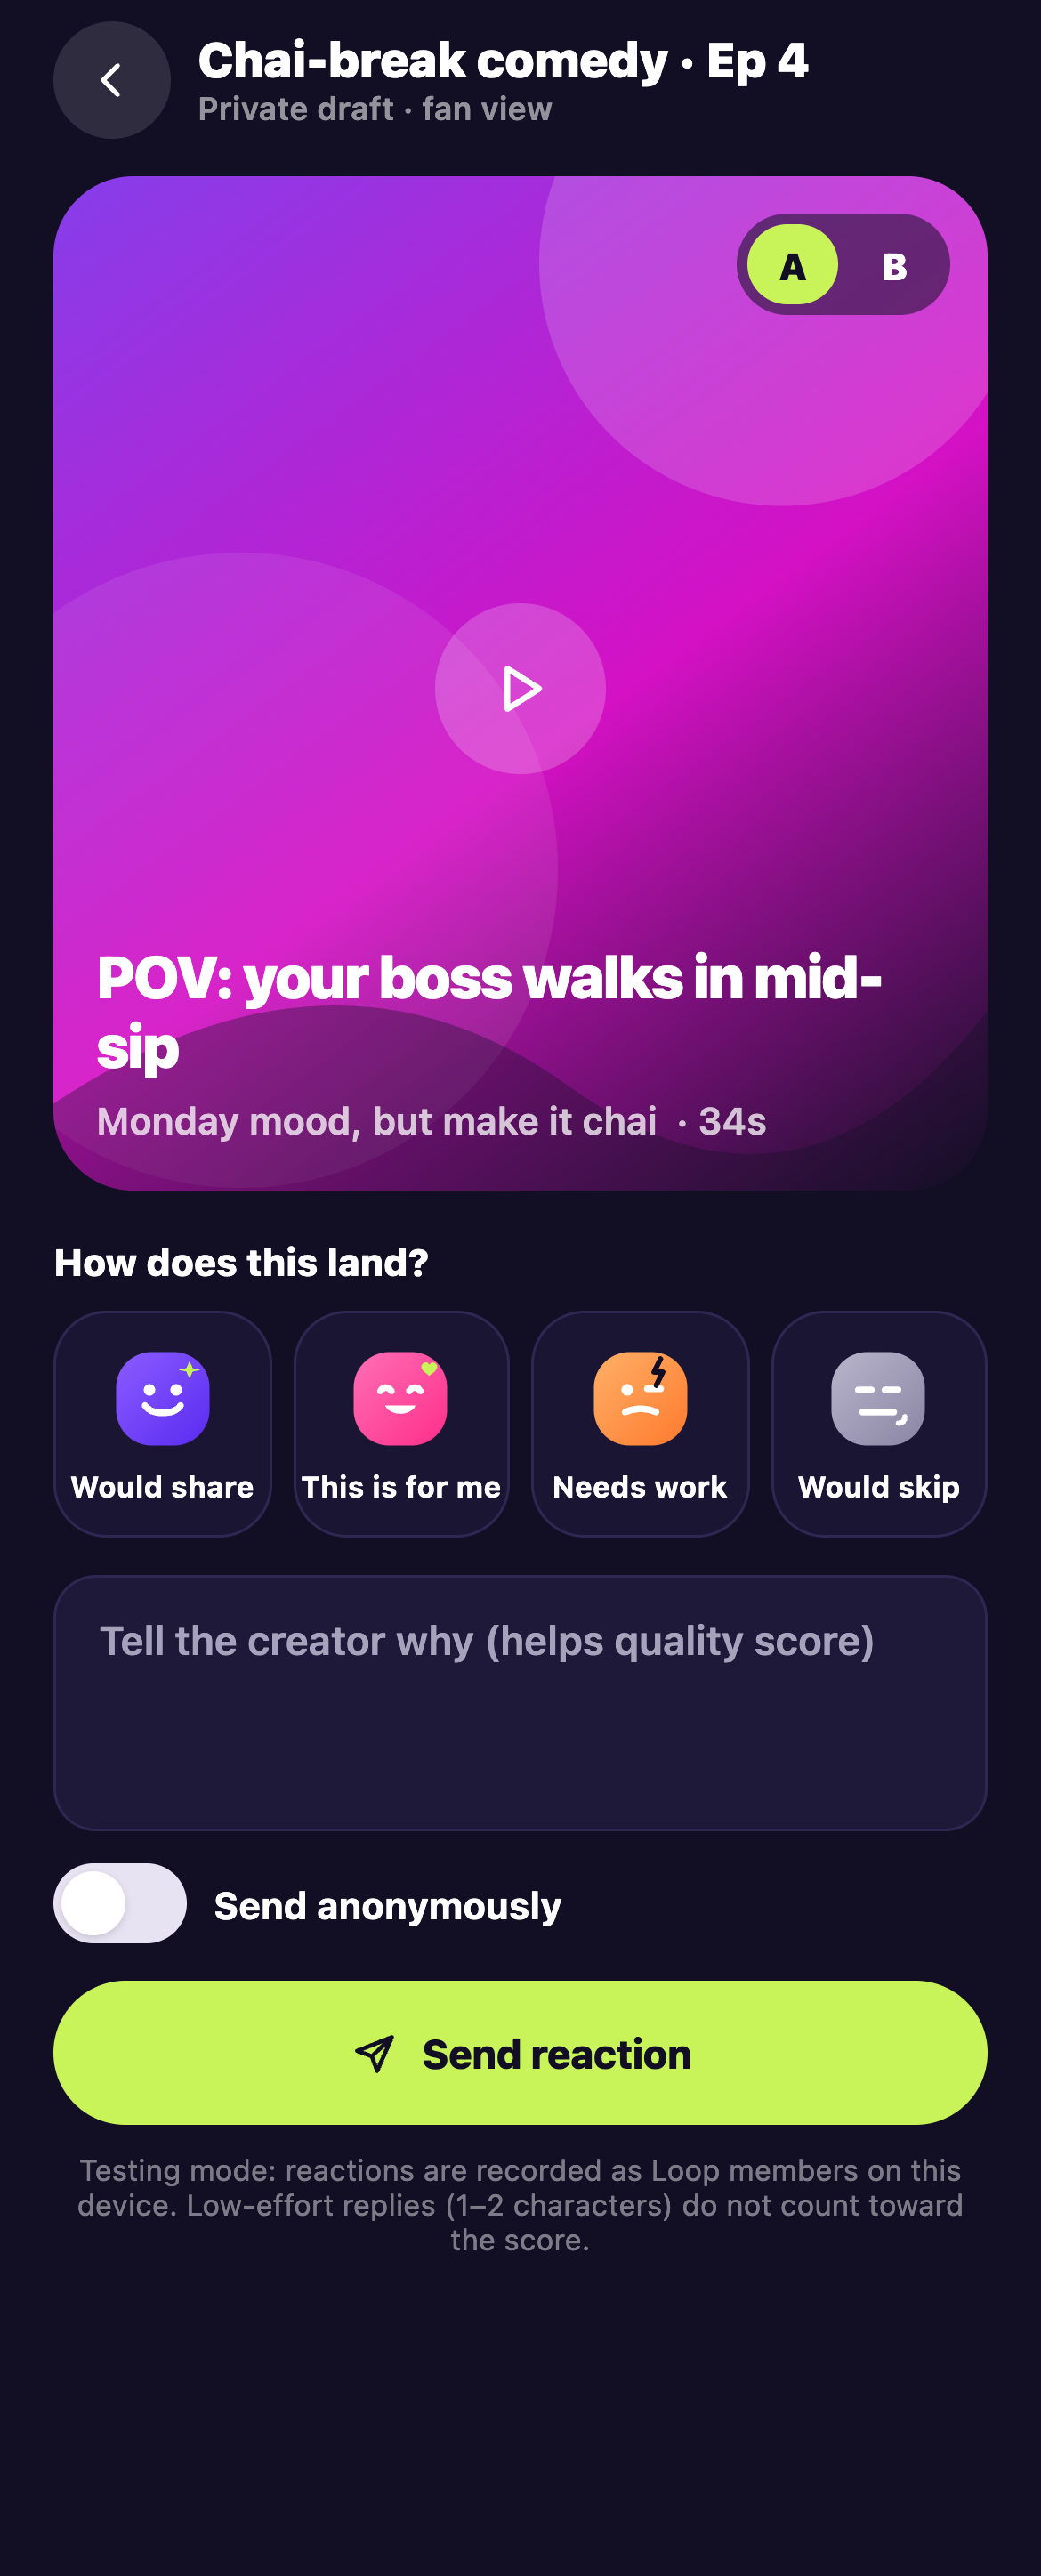 Chai-break comedy · Ep 4
Private draft · fan view
A B
POV: your boss walks in mid-
sip
Monday mood, but make it chai · 34s
How does this land?
Would share
This is for me
Needs work
Would skip
Tell the creator why (helps quality score)
Send anonymously
Send reaction
Testing mode: reactions are recorded as Loop members on this
device. Low-effort replies (1–2 characters) do not count toward
the score.